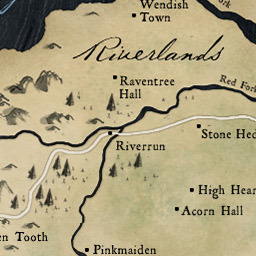 Wendish
Town
Riverlands
Raventree
Hall
Red Fork
Riverrun
Stone Hed
High Hear
Acorn Hall
en Tooth
Pinkmaiden